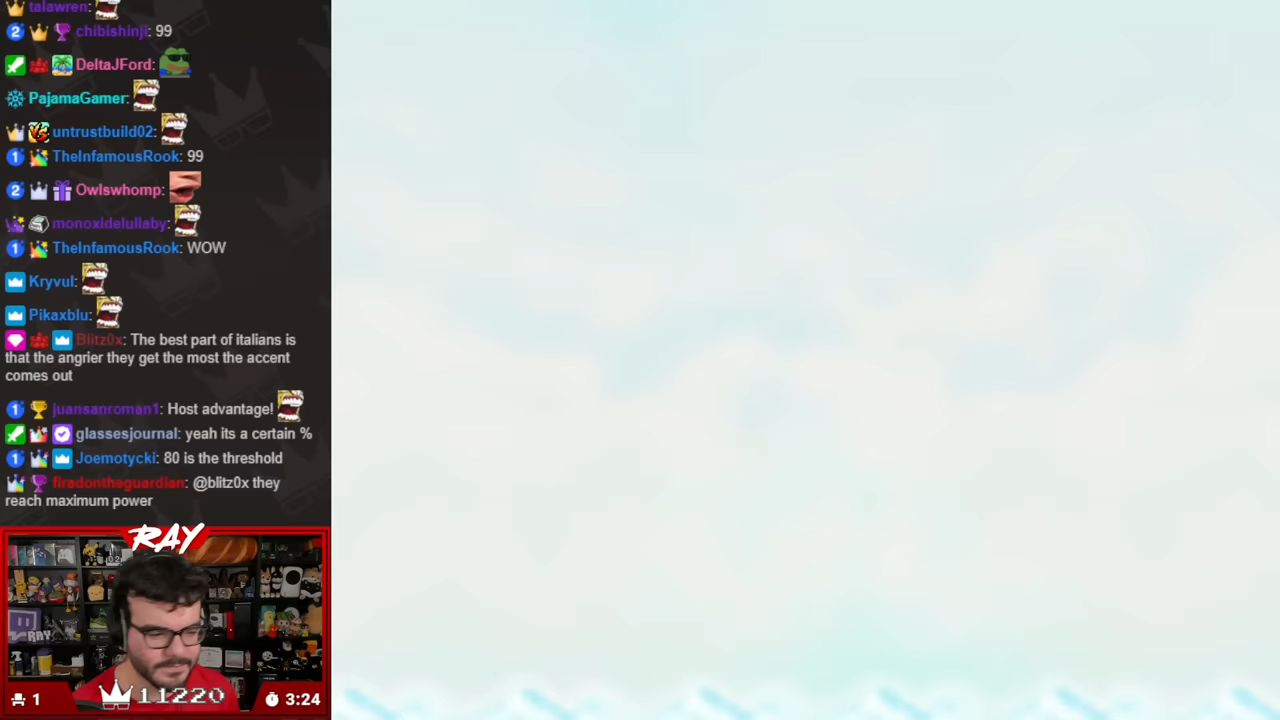 talawren:
2 chibishinji: 99
DeltaJFord:
PajamaGamer:
untrustbuild02:
1 TheInfamousRook: 99
2 Owlswhomp:
monoxidelullaby:
1 TheInfamousRook: WOW
Kryvul:
Pikaxblu:
Blitz0x: The best part of italians is
that the angrier they get the most the accent
comes out
1 juansanroman1: Host advantage!
glassesjournal: yeah its a certain %
1 Joemotycki: 80 is the threshold
firadontheguardian: @blitz0x they
reach maximum power
RAY
RAY
1
11220
3:24